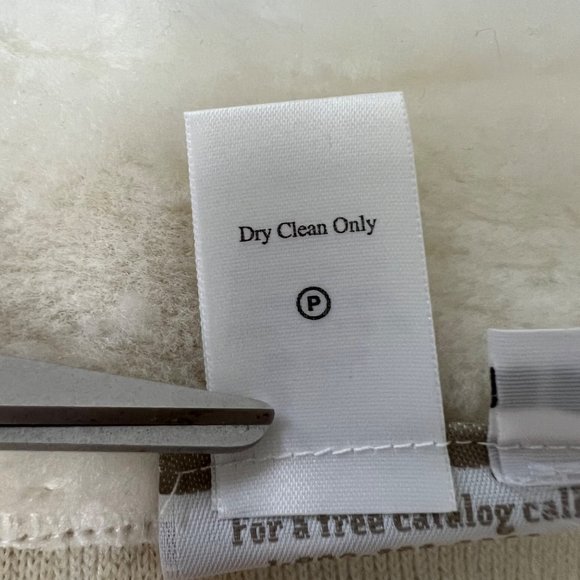 Dry Clean Only
P
For a free catalog call